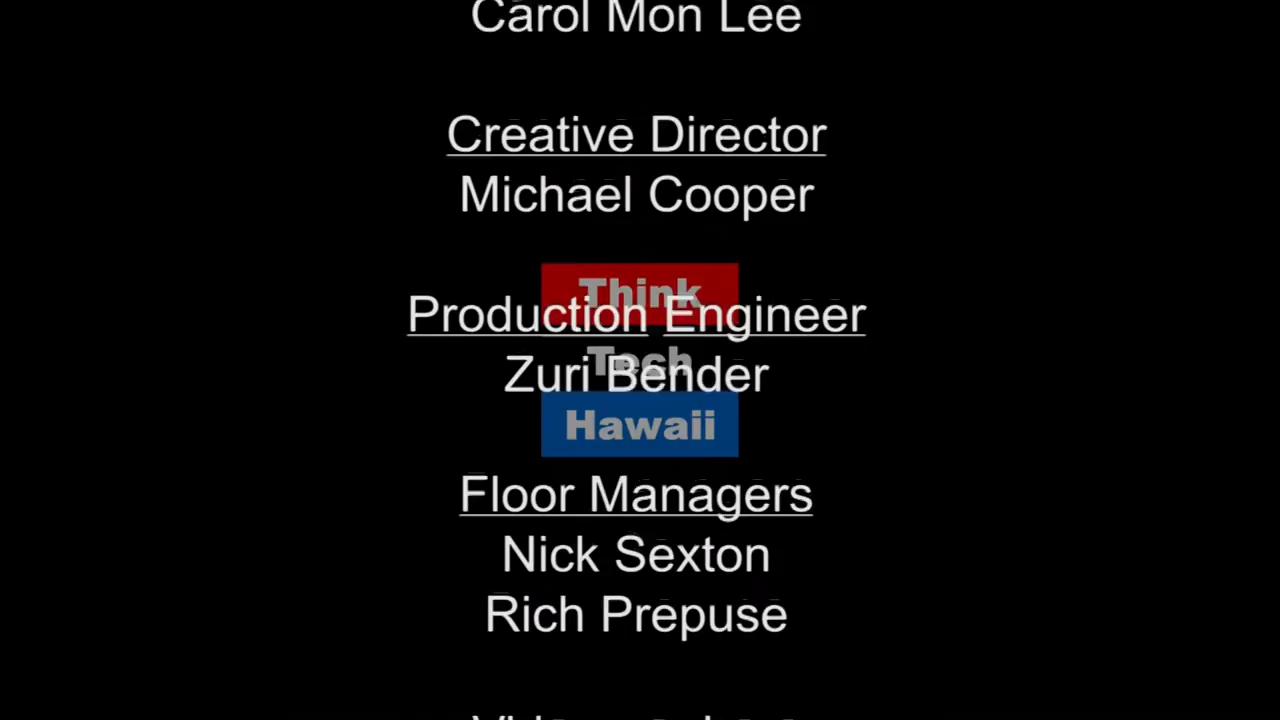 Carol Mon Lee
Creative Director
Michael Cooper
Think
Production Engineer
Tech
Zuri Bender
Hawaii
Floor Managers
Nick Sexton
Rich Prepuse